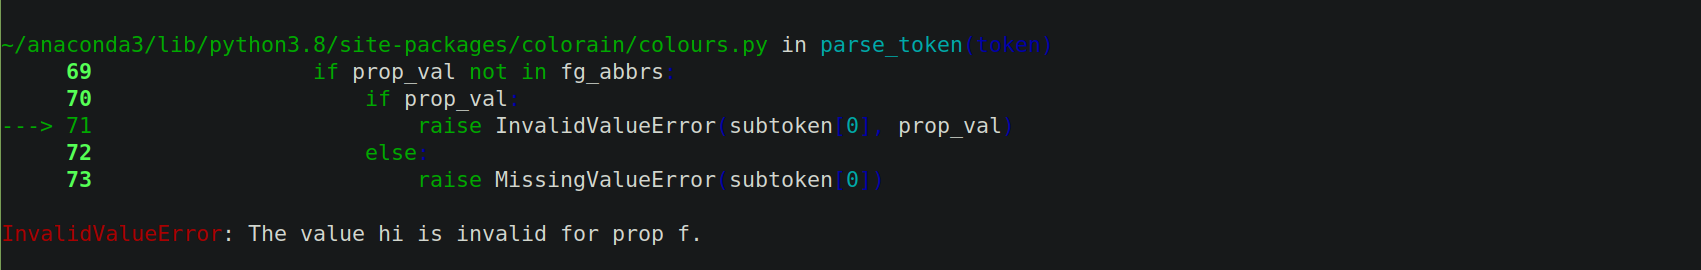 ~/anaconda3/lib/python3.8/site-packages/colorain/colours.py in parse_token(token)
     69                 if prop_val not in fg_abbrs:
     70                     if prop_val:
---> 71                         raise InvalidValueError(subtoken[0], prop_val)
     72                     else:
     73                         raise MissingValueError(subtoken[0])
InvalidValueError: The value hi is invalid for prop f.